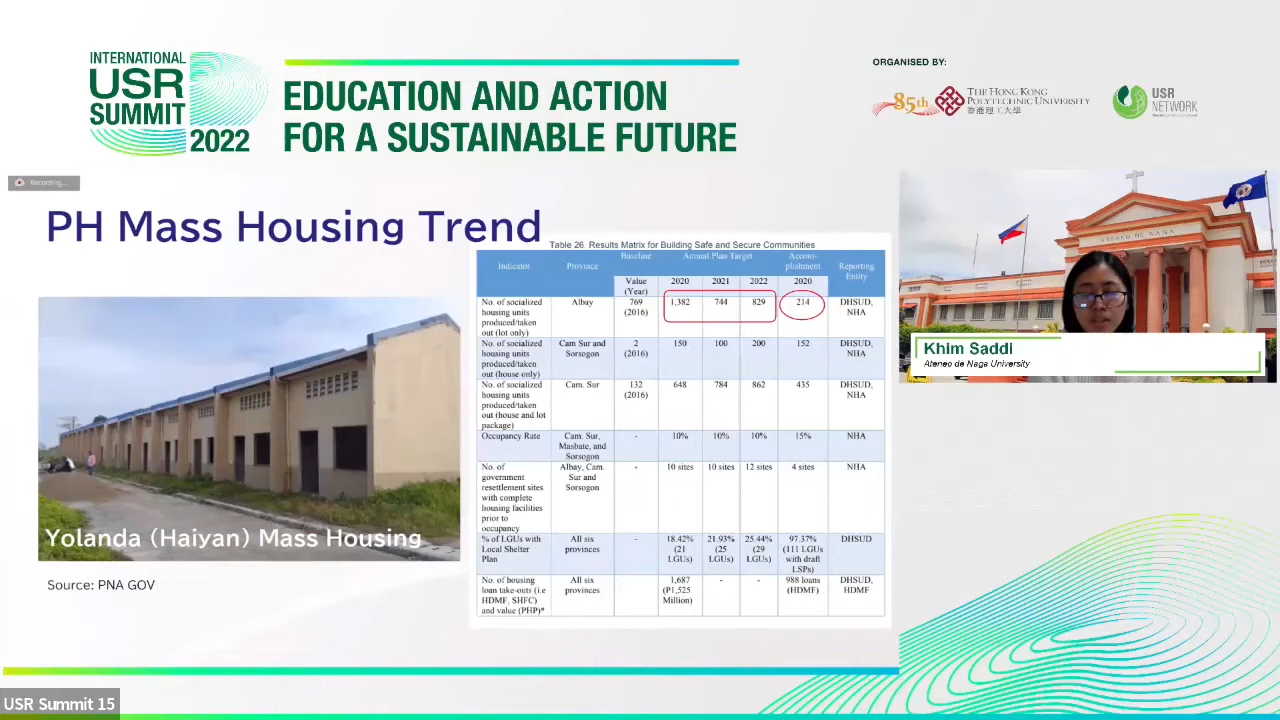 INTERNATIONAL
USR
SUMMIT
2022
EDUCATION AND ACTION
FOR A SUSTAINABLE FUTURE
ORGANISED BY:
85th
THE HONG KONG
POLYTECHNIC UNIVERSITY
香港理工大學
USR
NETWORK
Recording...
PH Mass Housing Trend
Yolanda (Haiyan) Mass Housing
Source: PNA GOV
Table 26. Results Matrix for Building Safe and Secure Communities
Indicator Province Baseline Annual Plan Target Accom-plishment Reporting Entity
Value (Year) 2020 2021 2022 2020
No. of socialized housing units produced/taken out (lot only) Albay 769 (2016) 1,382 744 829 214 DHSUD, NHA
No. of socialized housing units produced/taken out (house only) Cam Sur and Sorsogon 2 (2016) 150 100 200 152 DHSUD, NHA
No. of socialized housing units produced/taken out (house and lot package) Cam. Sur 132 (2016) 648 784 862 435 DHSUD, NHA
Occupancy Rate Cam. Sur, Masbate, and Sorsogon - 10% 10% 10% 15% NHA
No. of government resettlement sites with complete housing facilities prior to occupancy Albay, Cam. Sur and Sorsogon - 10 sites 10 sites 12 sites 4 sites NHA
% of LGUs with Local Shelter Plan All six provinces - 18.42% (21 LGUs) 21.93% (25 LGUs) 25.44% (29 LGUs) 97.37% (111 LGUs with draft LSPs) DHSUD
No. of housing loan take-outs (i.e HDMF, SHFC) and value (PHP)* All six provinces 1,687 (P1,525 Million) - - 988 loans (HDMF) DHSUD, HDMF
ATENEO DE NAGA
Khim Saddi
Ateneo de Naga University
USR Summit 15